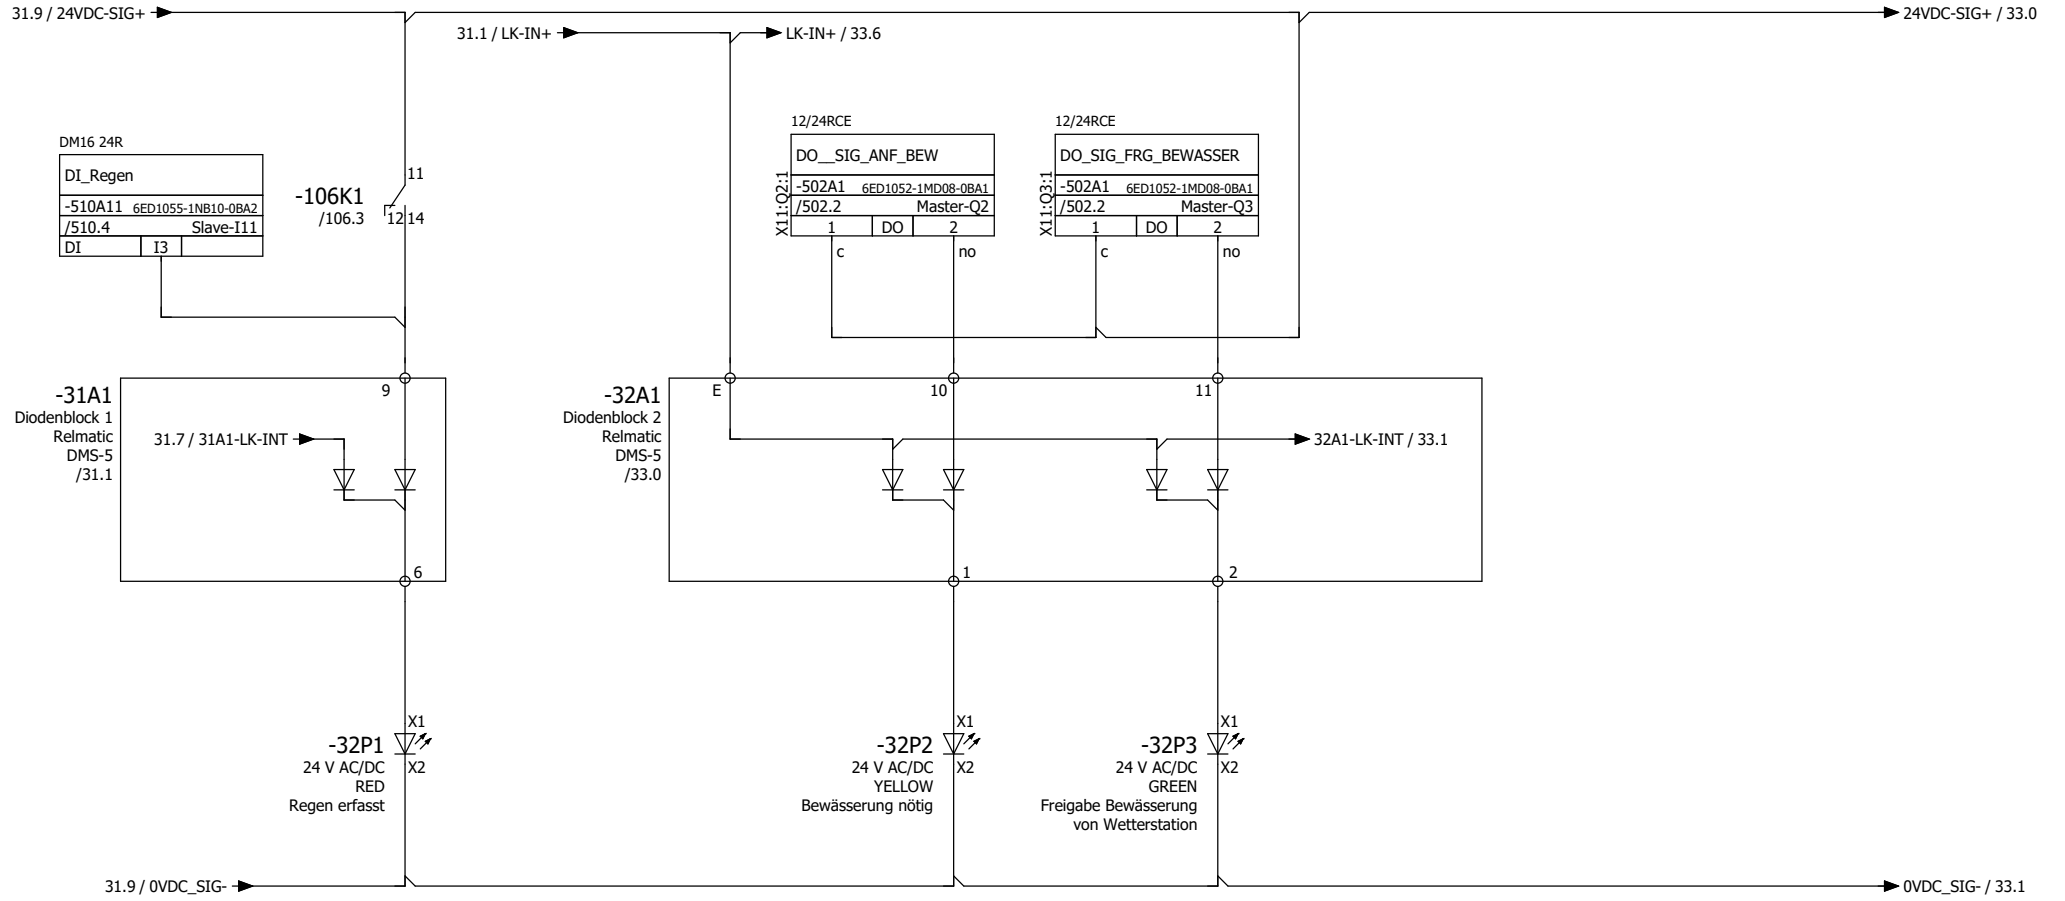 31.9 / 24VDC-SIG+
24VDC-SIG+ / 33.0
31.1 / LK-IN+
LK-IN+ / 33.6
DM16 24R
DI_Regen
-510A11 6ED1055-1NB10-0BA2
/510.4 Slave-I11
DI I3
-106K1
/106.3
11
12 14
12/24RCE
DO__SIG_ANF_BEW
-502A1 6ED1052-1MD08-0BA1
/502.2 Master-Q2
1 DO 2
X11:Q2:1
c no
12/24RCE
DO_SIG_FRG_BEWASSER
-502A1 6ED1052-1MD08-0BA1
/502.2 Master-Q3
1 DO 2
X11:Q3:1
c no
-31A1
Diodenblock 1
Relmatic
DMS-5
/31.1
9
31.7 / 31A1-LK-INT
6
-32A1
Diodenblock 2
Relmatic
DMS-5
/33.0
E 10 11
32A1-LK-INT / 33.1
1 2
-32P1
24 V AC/DC
RED
Regen erfasst
X1
X2
-32P2
24 V AC/DC
YELLOW
Bewässerung nötig
X1
X2
-32P3
24 V AC/DC
GREEN
Freigabe Bewässerung
von Wetterstation
X1
X2
31.9 / 0VDC_SIG-
0VDC_SIG- / 33.1